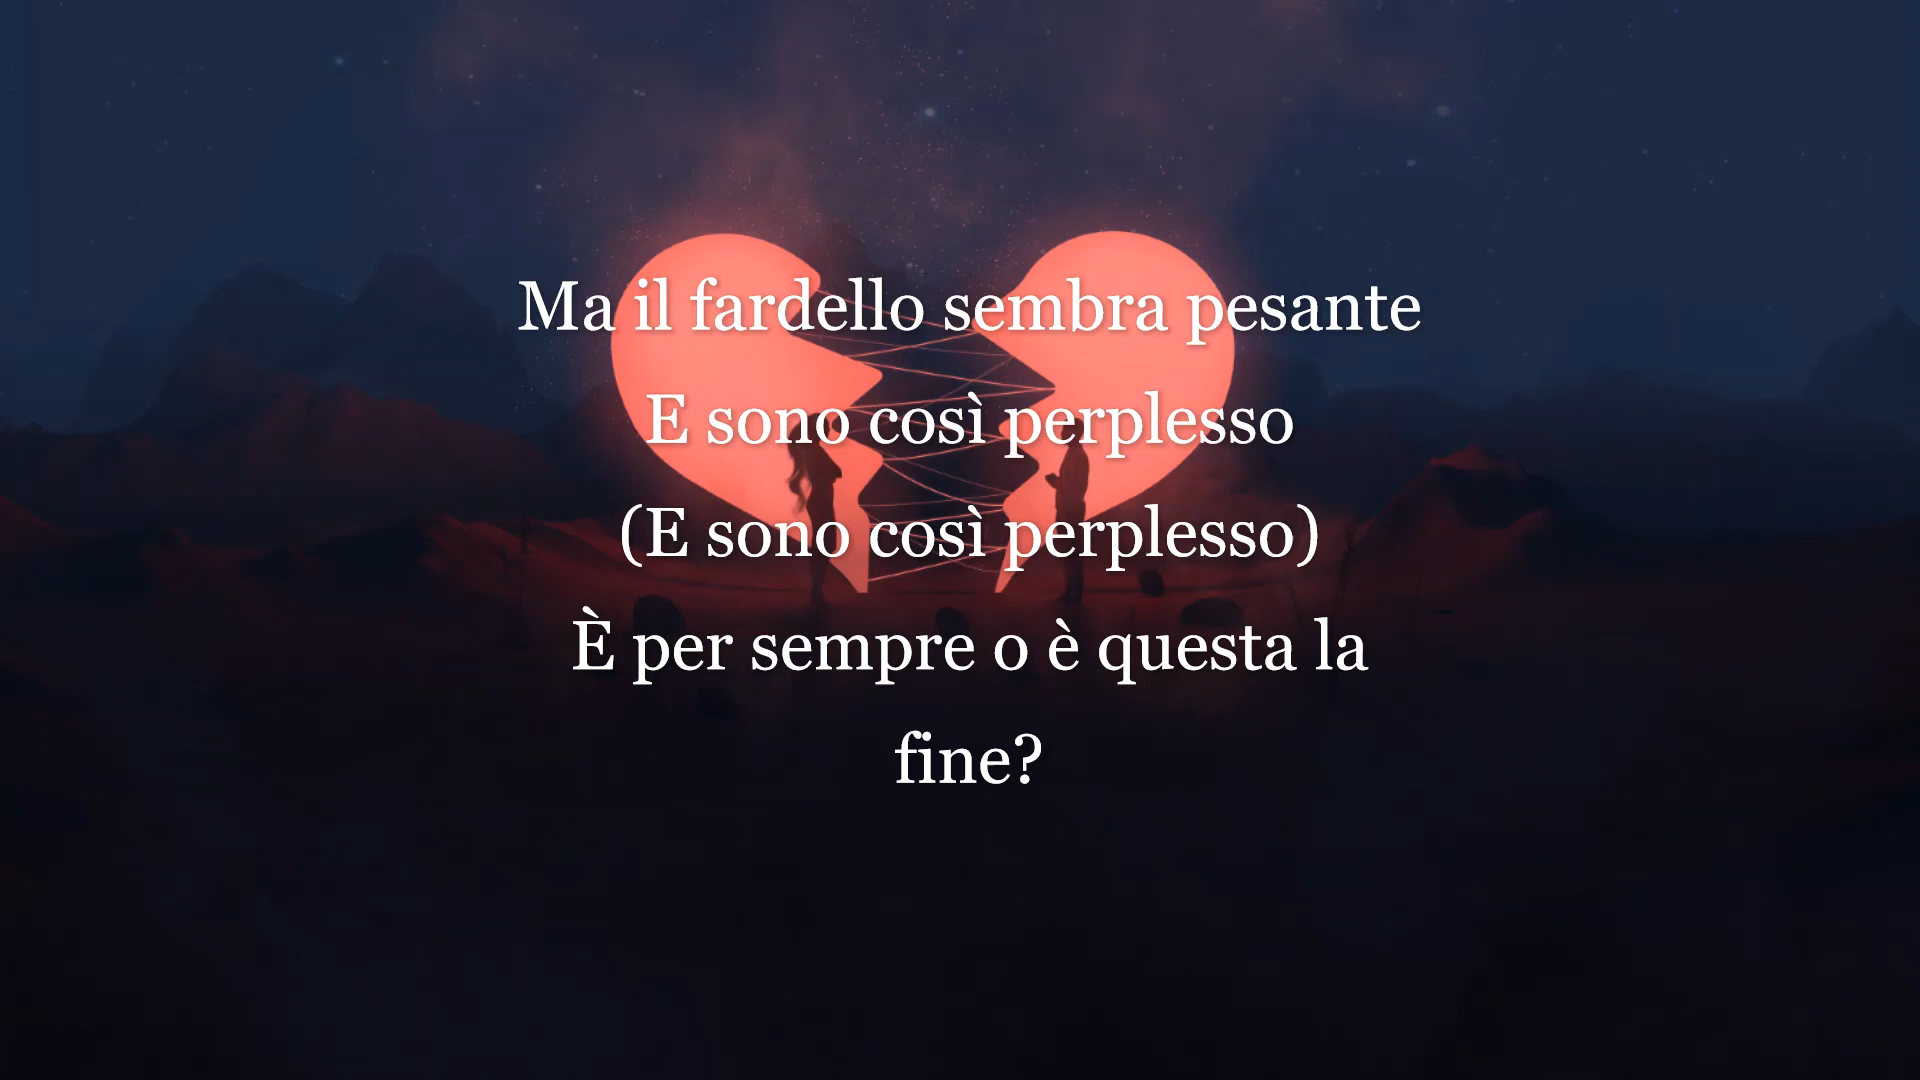 Ma il fardello sembra pesante
E sono così perplesso
(E sono così perplesso)
È per sempre o è questa la
fine?